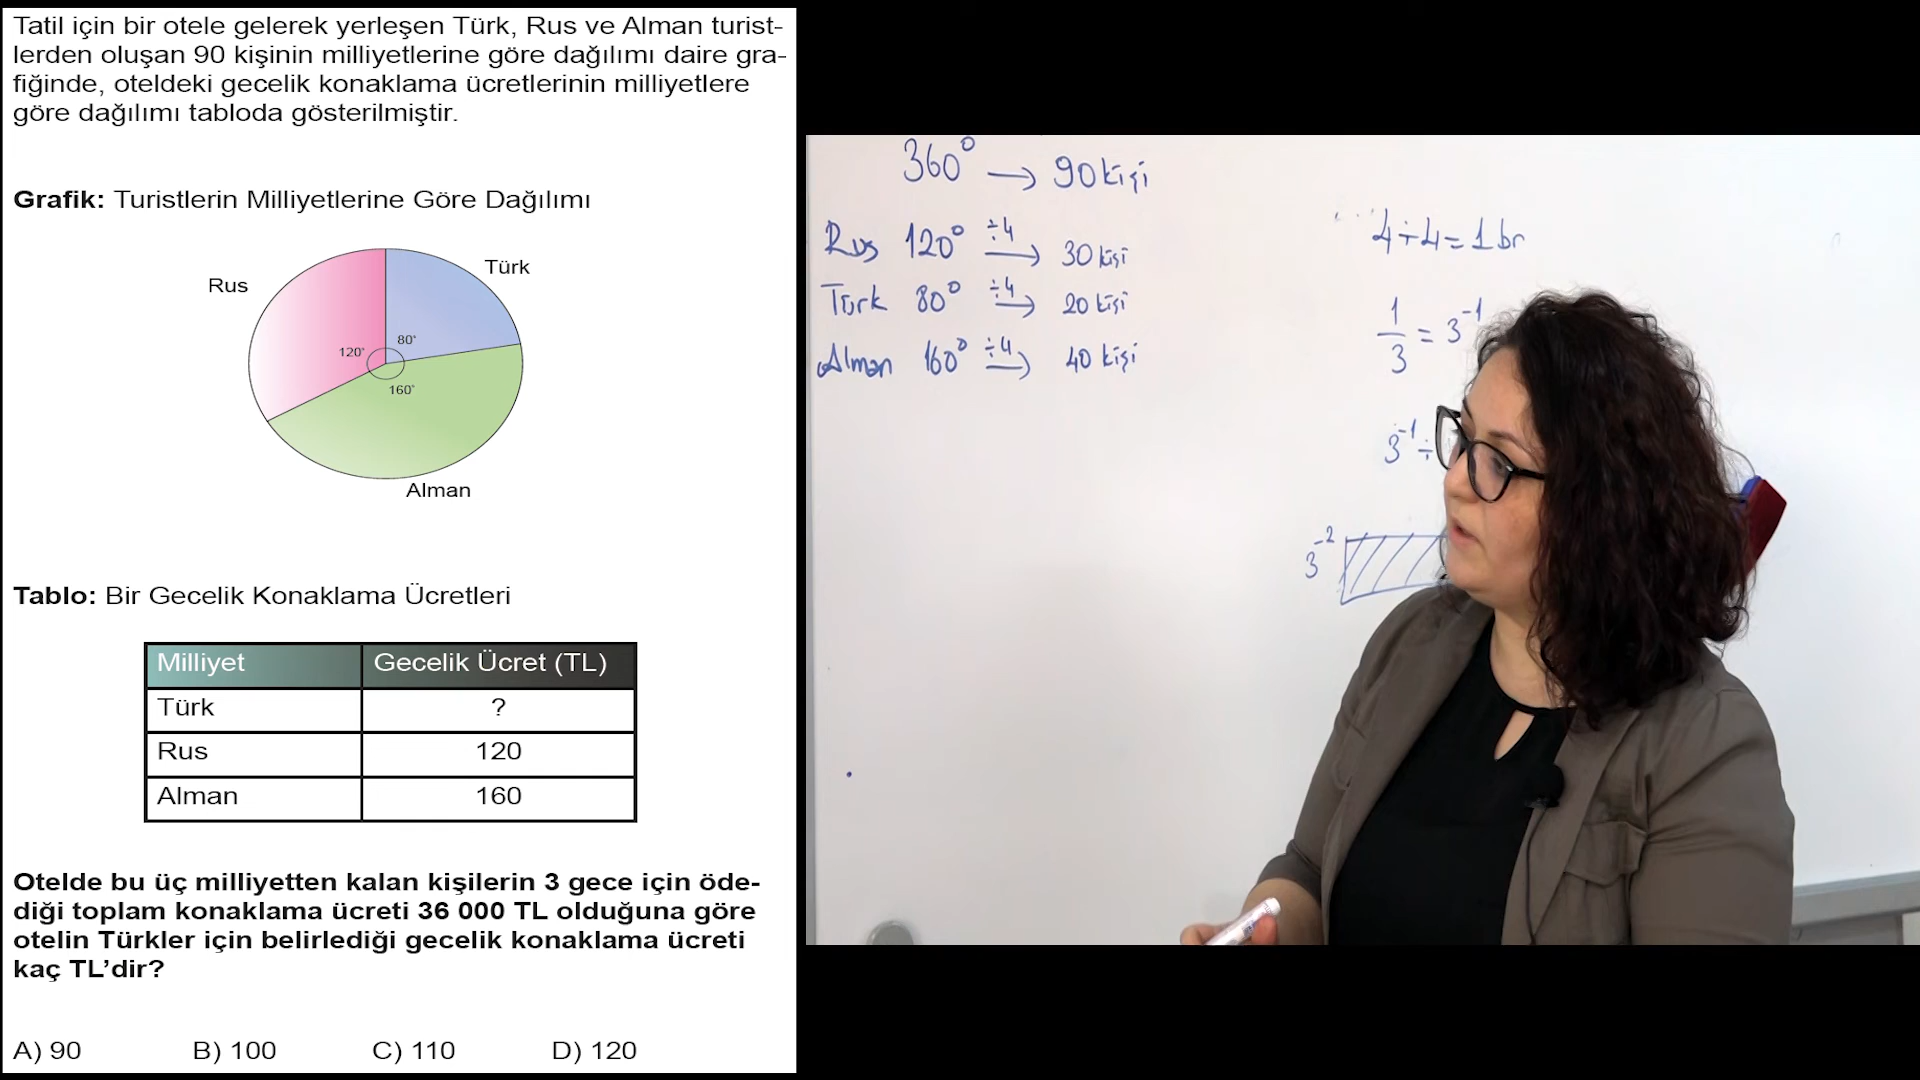 Tatil için bir otele gelerek yerleşen Türk, Rus ve Alman turist-
lerden oluşan 90 kişinin milliyetlerine göre dağılımı daire gra-
fiğinde, oteldeki gecelik konaklama ücretlerinin milliyetlere
göre dağılımı tabloda gösterilmiştir.
Grafik: Turistlerin Milliyetlerine Göre Dağılımı
Rus
Türk
120°
80°
160°
Alman
Tablo: Bir Gecelik Konaklama Ücretleri
Milliyet Gecelik Ücret (TL)
Türk ?
Rus 120
Alman 160
Otelde bu üç milliyetten kalan kişilerin 3 gece için öde-
diği toplam konaklama ücreti 36 000 TL olduğuna göre
otelin Türkler için belirlediği gecelik konaklama ücreti
kaç TL’dir?
A) 90 B) 100 C) 110 D) 120
360° → 90 kişi
Rus 120° ÷4 → 30 kişi
Türk 80° ÷4 → 20 kişi
Alman 160° ÷4 → 40 kişi
4÷4=1br
1/3 = 3⁻¹
3⁻¹ ÷
3⁻²